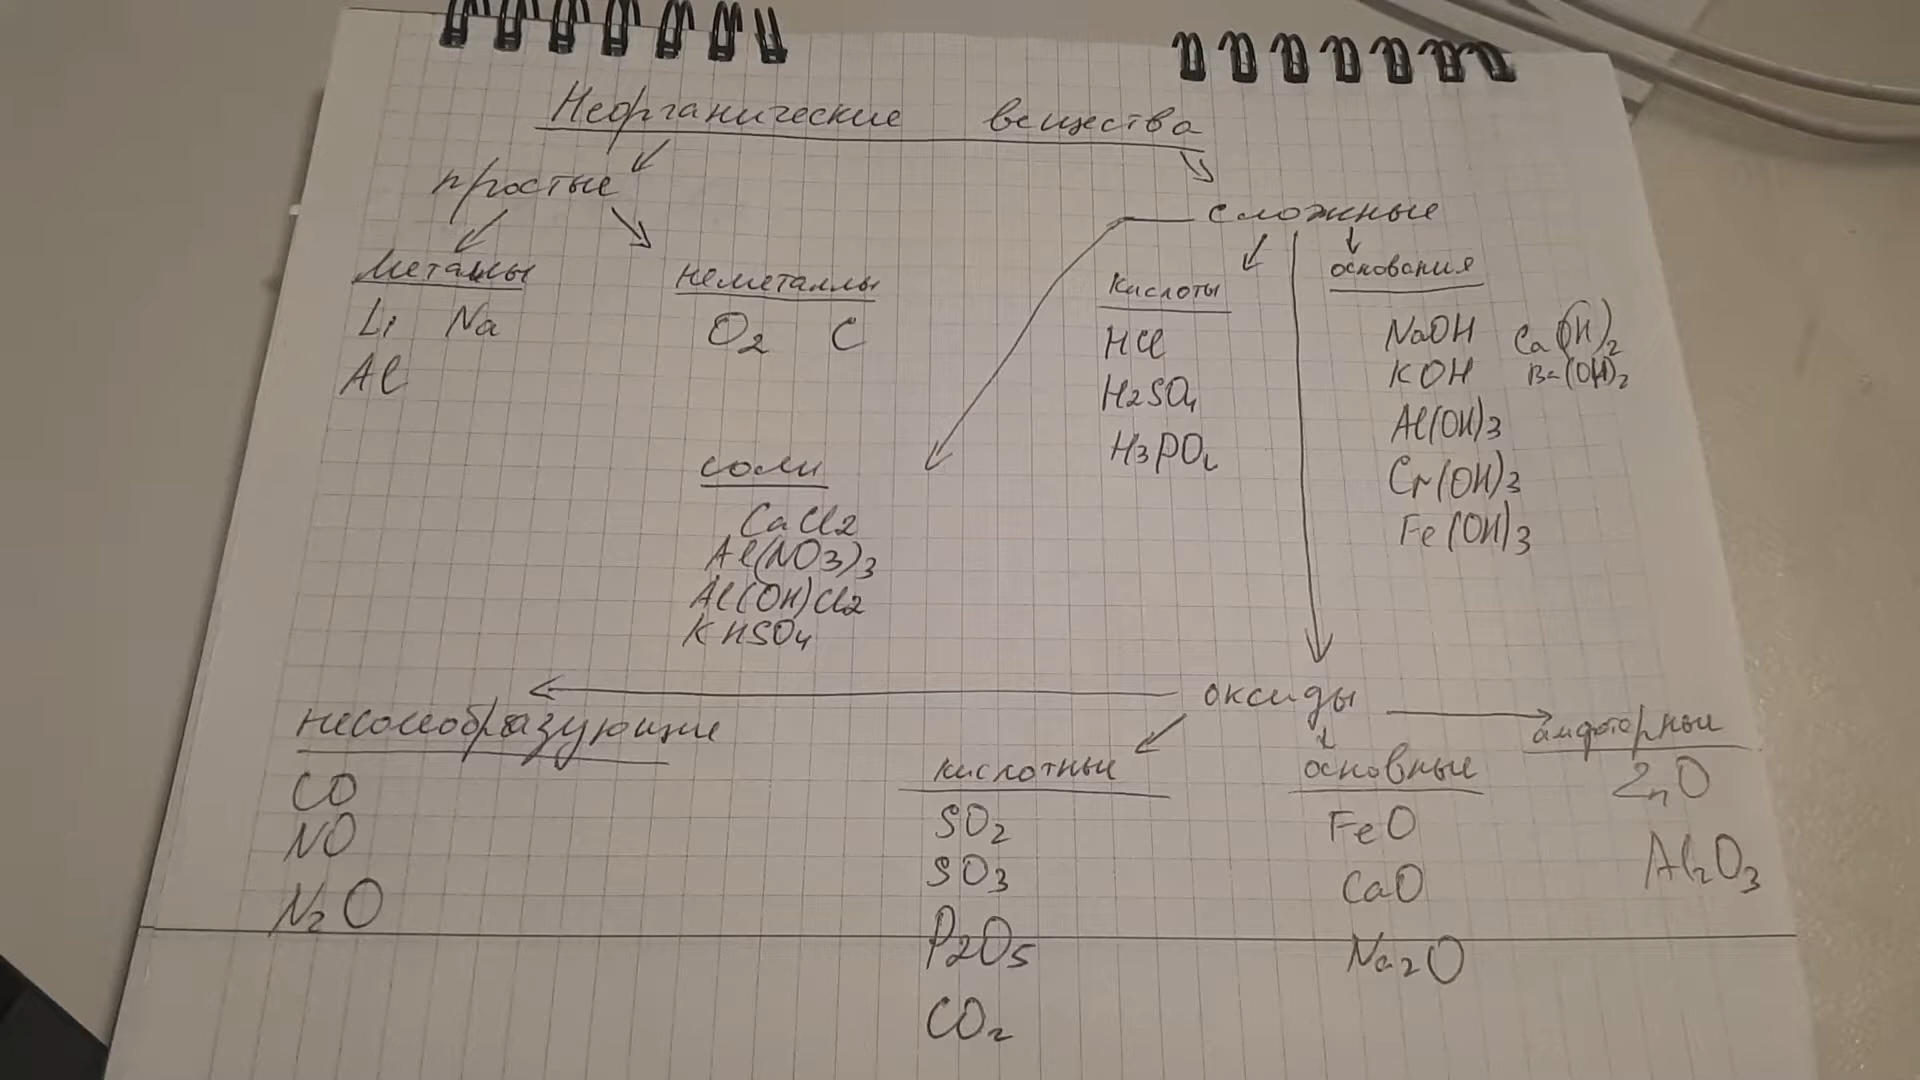 Неорганические вещества
простые
сложные
металлы
Li Na
Al
неметаллы
O2 C
кислоты
HCl
H2SO4
H3PO4
основания
NaOH Ca(OH)2
KOH Ba(OH)2
Al(OH)3
Cr(OH)3
Fe(OH)3
соли
CaCl2
Al(NO3)3
Al(OH)Cl2
KHSO4
оксиды
несолеобразующие
CO
NO
N2O
кислотные
SO2
SO3
P2O5
CO2
основные
FeO
CaO
Na2O
амфотерные
ZnO
Al2O3